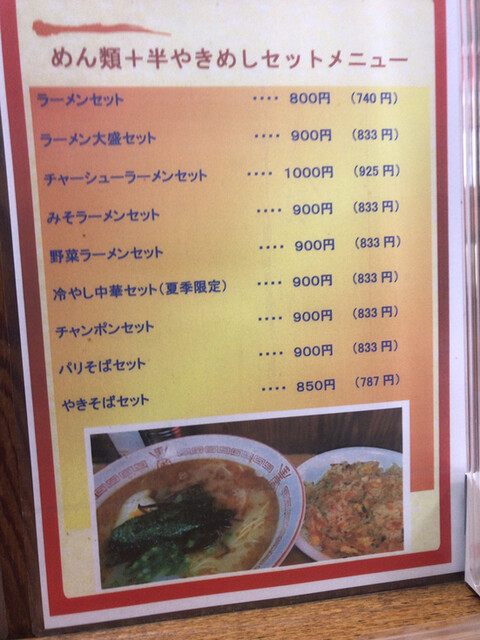 めん類＋半やきめしセットメニュー
ラーメンセット ‥‥ 800円 （740円）
ラーメン大盛セット ‥‥ 900円 （833円）
チャーシューラーメンセット ‥‥ 1000円 （925円）
みそラーメンセット ‥‥ 900円 （833円）
野菜ラーメンセット ‥‥ 900円 （833円）
冷やし中華セット（夏季限定） ‥‥ 900円 （833円）
チャンポンセット ‥‥ 900円 （833円）
パリそばセット ‥‥ 900円 （833円）
やきそばセット ‥‥ 850円 （787円）